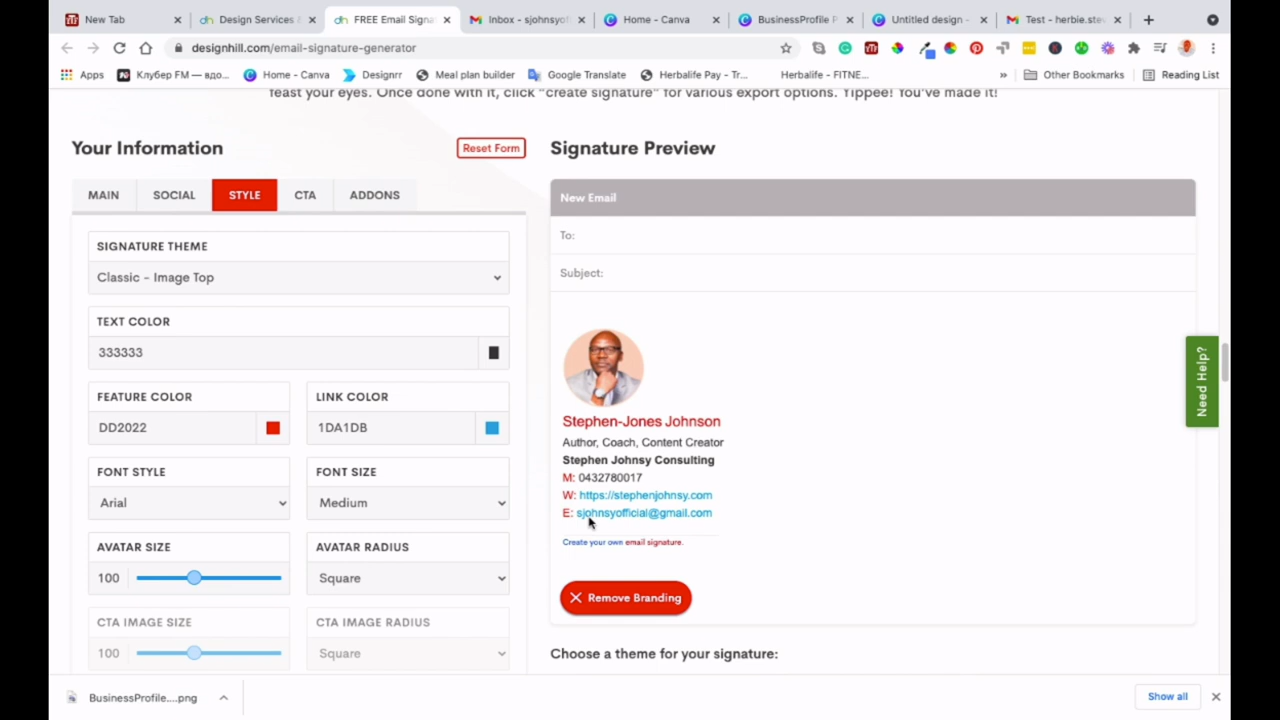 New Tab
Design Services &
FREE Email Signa
Inbox - sjohnsyof
Home - Canva
BusinessProfile P
Untitled design -
Test - herbie.stev
designhill.com/email-signature-generator
Apps
Клубер FM — вдо...
Home - Canva
Designrr
Meal plan builder
Google Translate
Herbalife Pay - Tr...
Herbalife - FITNE...
»
Other Bookmarks
Reading List
feast your eyes. Once done with it, click "create signature" for various export options. Yippee! You've made it!
Your Information
Reset Form
MAIN
SOCIAL
STYLE
CTA
ADDONS
SIGNATURE THEME
Classic - Image Top
TEXT COLOR
333333
FEATURE COLOR
LINK COLOR
DD2022
1DA1DB
FONT STYLE
FONT SIZE
Arial
Medium
AVATAR SIZE
AVATAR RADIUS
100
Square
CTA IMAGE SIZE
CTA IMAGE RADIUS
100
Square
Signature Preview
New Email
To:
Subject:
Stephen-Jones Johnson
Author, Coach, Content Creator
Stephen Johnsy Consulting
M: 0432780017
W: https://stephenjohnsy.com
E: sjohnsyofficial@gmail.com
Create your own email signature.
Remove Branding
Choose a theme for your signature:
Need Help?
BusinessProfile....png
Show all